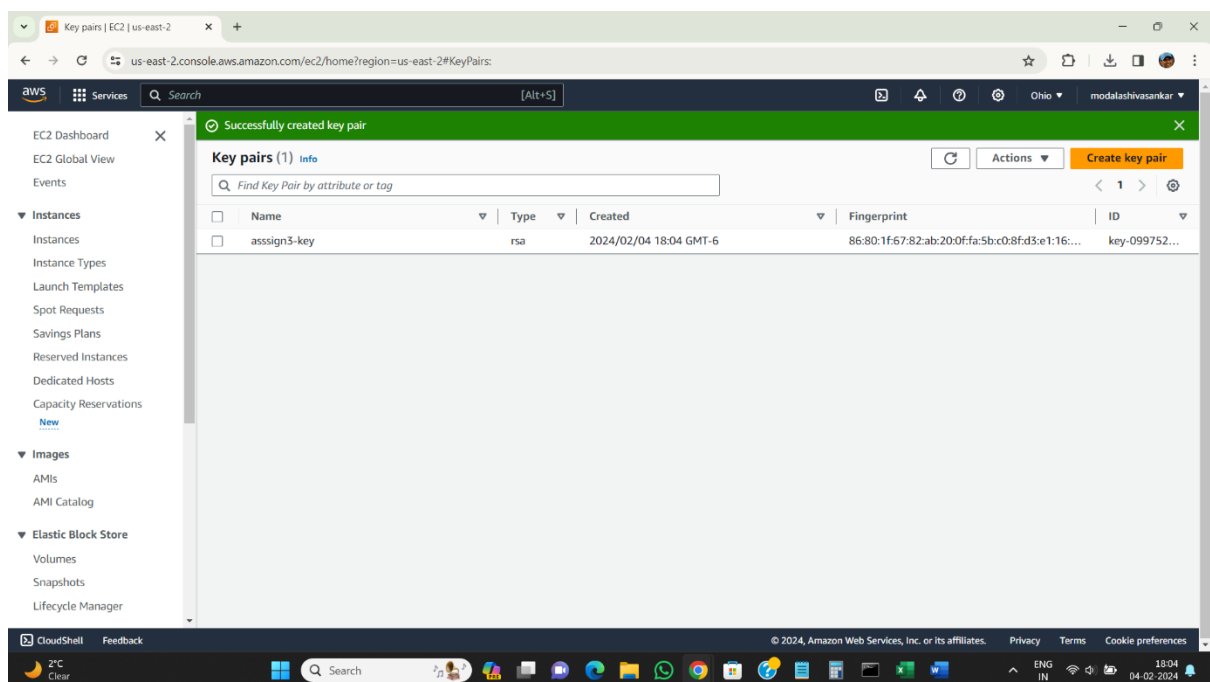 Key pairs | EC2 | us-east-2
us-east-2.console.aws.amazon.com/ec2/home?region=us-east-2#KeyPairs:
aws Services Search [Alt+S] Ohio modalashivasankar
EC2 Dashboard
EC2 Global View
Events
Instances
Instances
Instance Types
Launch Templates
Spot Requests
Savings Plans
Reserved Instances
Dedicated Hosts
Capacity Reservations
New
Images
AMIs
AMI Catalog
Elastic Block Store
Volumes
Snapshots
Lifecycle Manager
Successfully created key pair
Key pairs (1) Info Actions Create key pair
Find Key Pair by attribute or tag 1
Name Type Created Fingerprint ID
asssign3-key rsa 2024/02/04 18:04 GMT-6 86:80:1f:67:82:ab:20:0f:fa:5b:c0:8f:d3:e1:16:... key-099752...
CloudShell Feedback © 2024, Amazon Web Services, Inc. or its affiliates. Privacy Terms Cookie preferences
2°C
Clear
Search
ENG
IN
18:04
04-02-2024